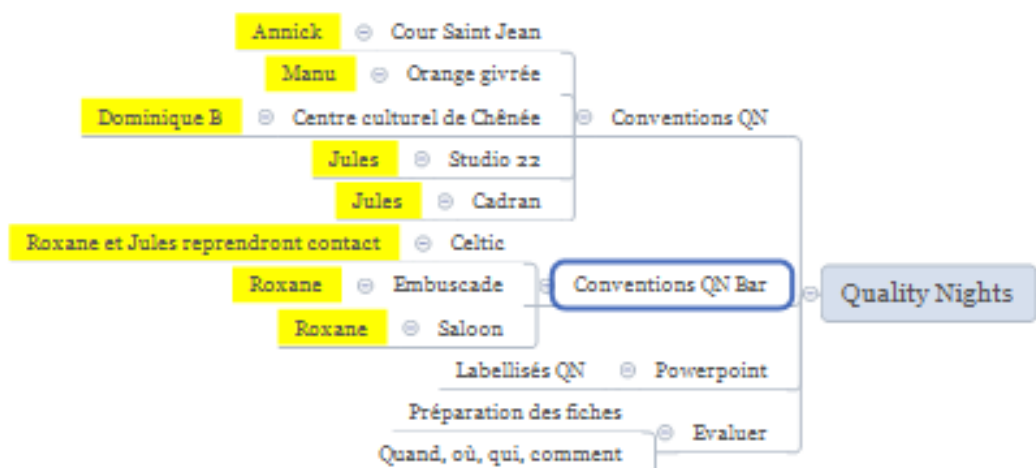 Annick Cour Saint Jean
Manu Orange givrée
Dominique B Centre culturel de Chênée Conventions QN
Jules Studio 22
Jules Cadran
Roxane et Jules reprendront contact Celtic
Roxane Embuscade Conventions QN Bar Quality Nights
Roxane Saloon
Labellisés QN Powerpoint
Préparation des fiches
Evaluer
Quand, où, qui, comment